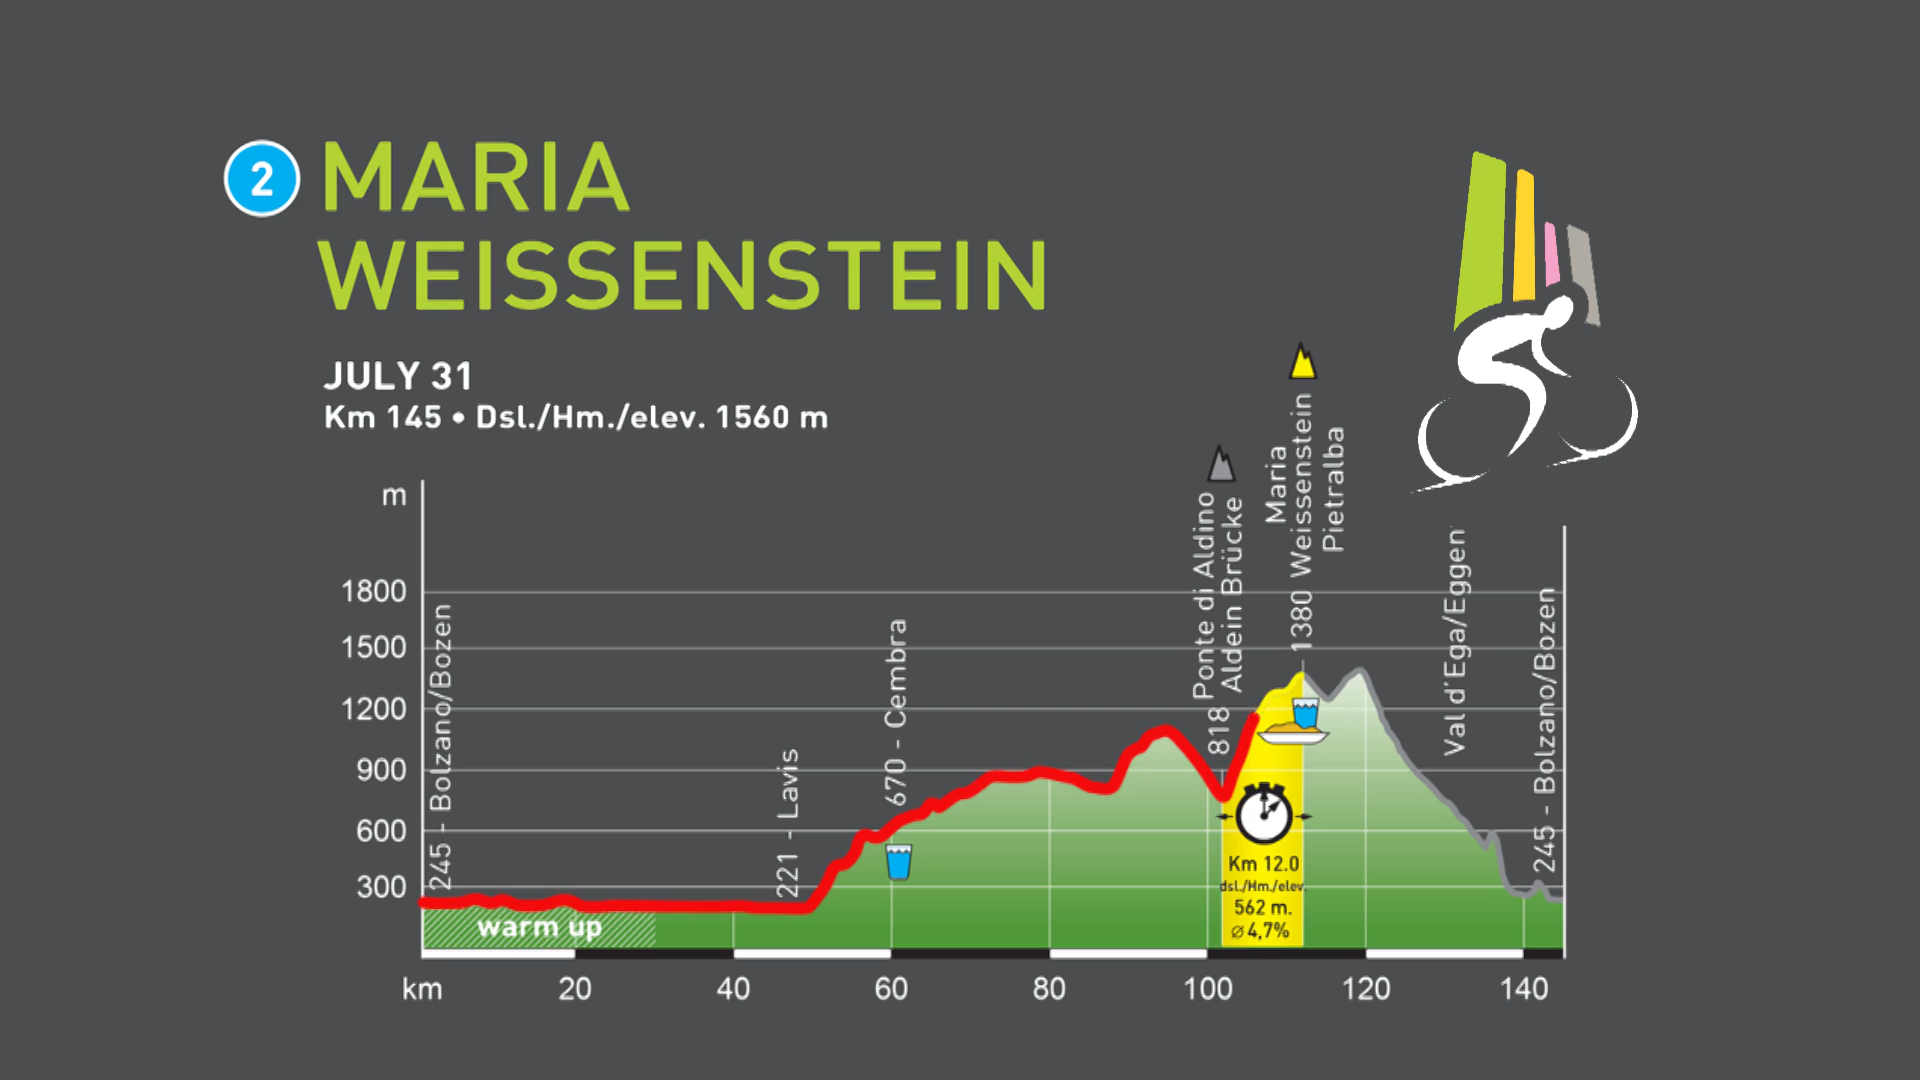 2 MARIA
WEISSENSTEIN
JULY 31
Km 145 • Dsl./Hm./elev. 1560 m
m
1800
1500
1200
900
600
300
245 - Bolzano/Bozen
221 - Lavis
670 - Cembra
818 Ponte di Aldino
Aldein Brücke
Maria
1380 Weissenstein
Pietralba
Val d'Ega/Eggen
245 - Bolzano/Bozen
warm up
Km 12.0
dsl./Hm./elev.
562 m.
Ø 4,7%
km 20 40 60 80 100 120 140